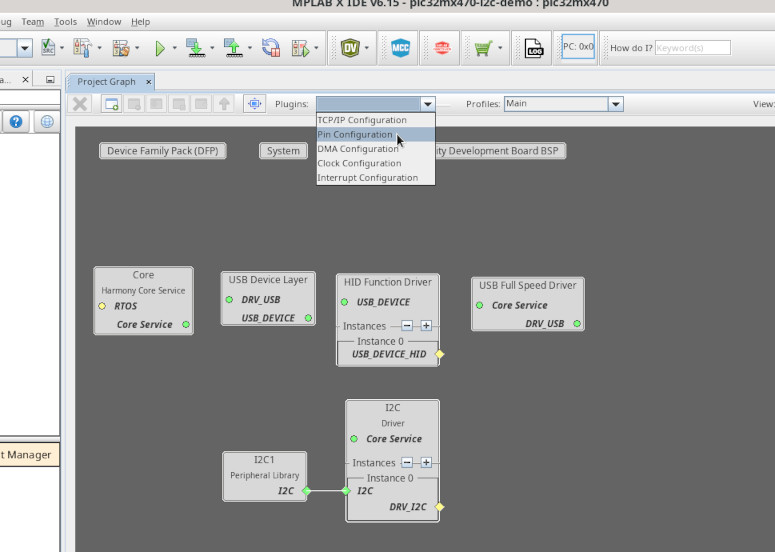 MPLAB X IDE v6.15 - pic32mx470-i2c-demo : pic32mx470
ug Team Tools Window Help
SRC DV MCC LOG PC: 0x0 How do I? Keyword(s)
a... Project Graph
Plugins: Profiles: Main View:
TCP/IP Configuration
Pin Configuration
DMA Configuration
Clock Configuration
Interrupt Configuration
Device Family Pack (DFP) System ity Development Board BSP
Core
Harmony Core Service
RTOS
Core Service
USB Device Layer
DRV_USB
USB_DEVICE
HID Function Driver
USB_DEVICE
Instances
Instance 0
USB_DEVICE_HID
USB Full Speed Driver
Core Service
DRV_USB
t Manager
I2C1
Peripheral Library
I2C
I2C
Driver
Core Service
Instances
Instance 0
I2C
DRV_I2C